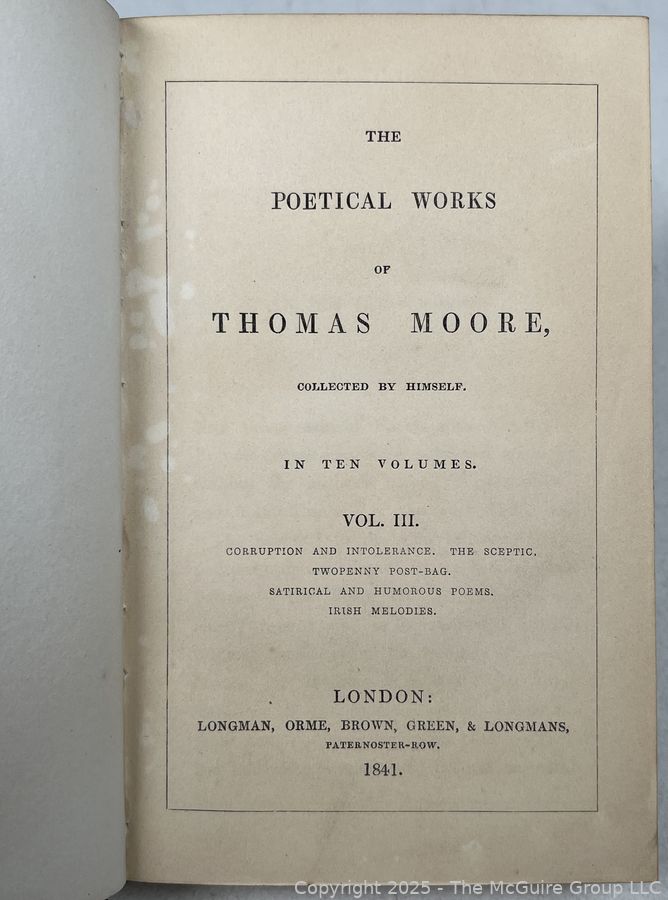 THE
POETICAL WORKS
OF
THOMAS MOORE,
COLLECTED BY HIMSELF.
IN TEN VOLUMES.
VOL. III.
CORRUPTION AND INTOLERANCE. THE SCEPTIC.
TWOPENNY POST-BAG.
SATIRICAL AND HUMOROUS POEMS.
IRISH MELODIES.
LONDON:
LONGMAN, ORME, BROWN, GREEN, & LONGMANS,
PATERNOSTER-ROW.
1841.
Copyright 2025 - The McGuire Group LLC